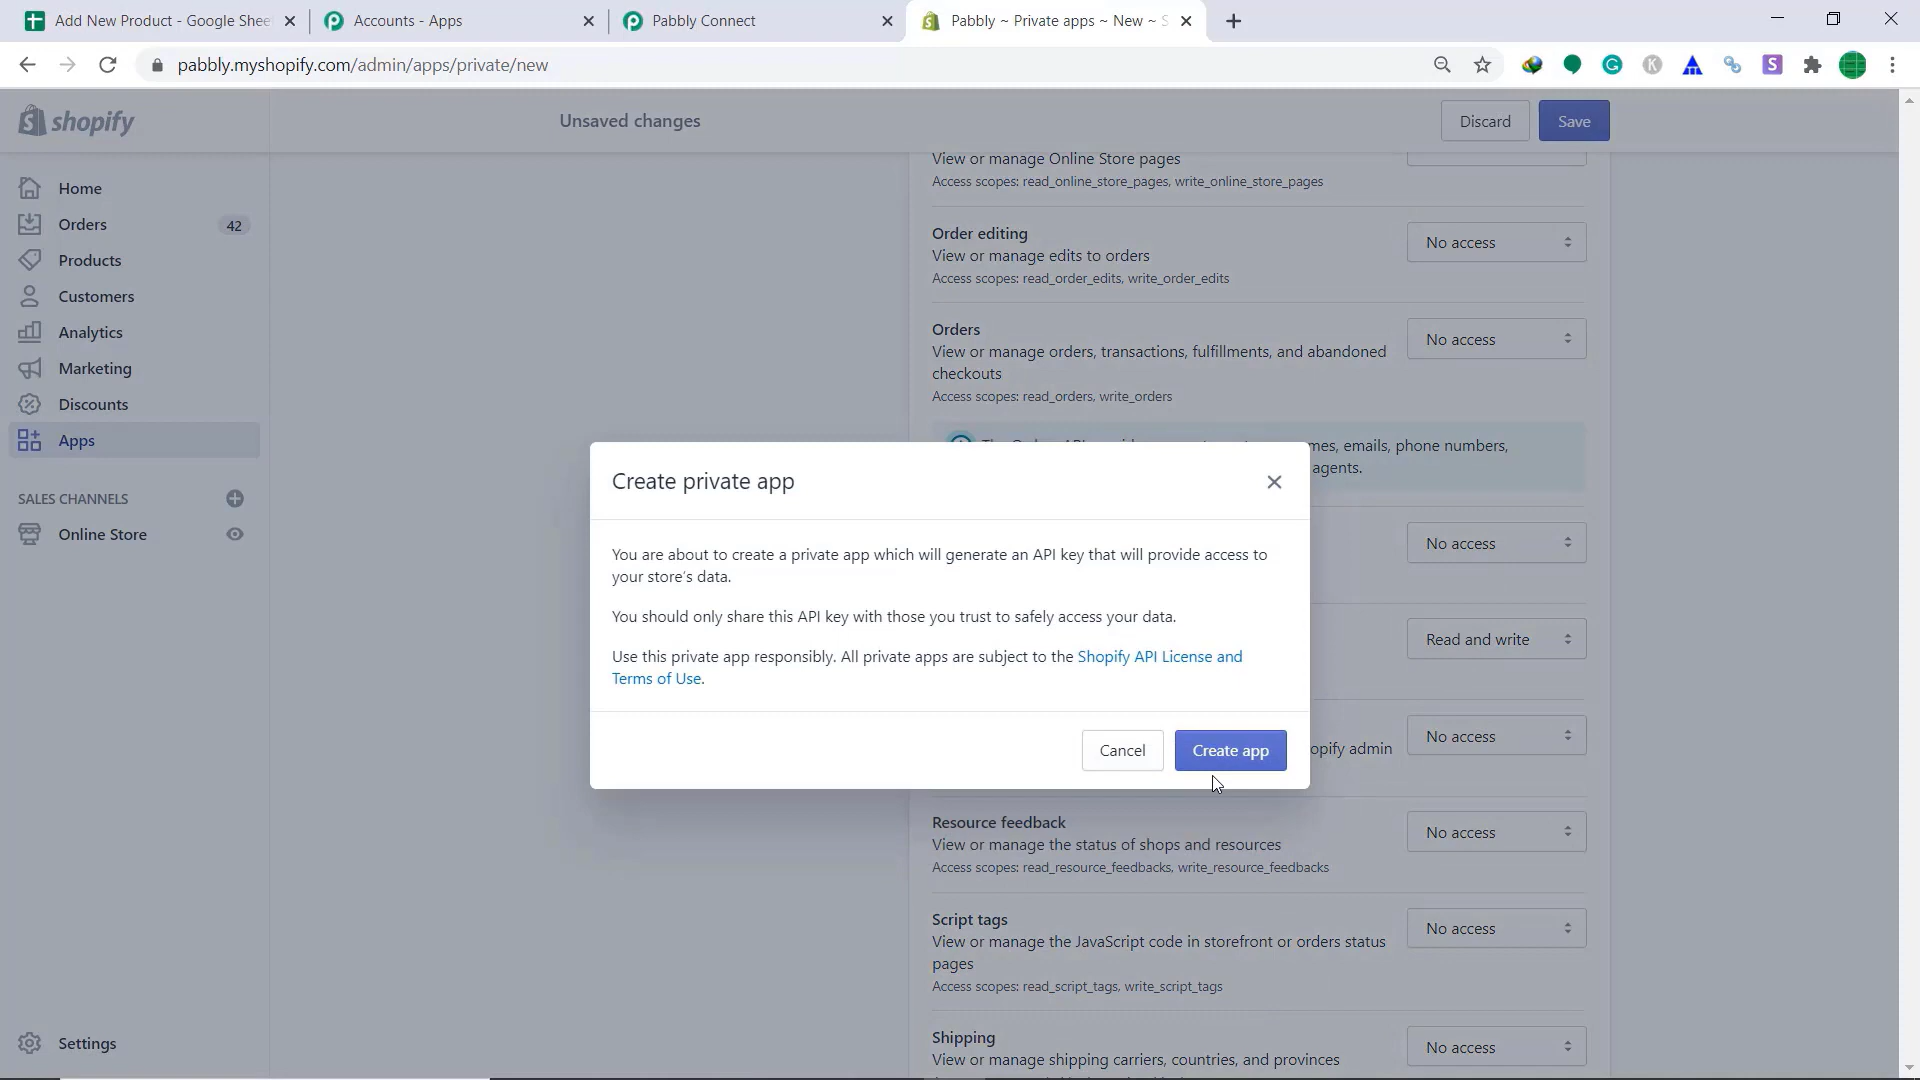 Add New Product - Google Shee
Accounts - Apps
Pabbly Connect
Pabbly ~ Private apps ~ New ~ S
pabbly.myshopify.com/admin/apps/private/new
shopify
Unsaved changes
Discard
Save
Home
Orders
42
Products
Customers
Analytics
Marketing
Discounts
Apps
SALES CHANNELS
Online Store
Settings
View or manage Online Store pages
Access scopes: read_online_store_pages, write_online_store_pages
Order editing
No access
View or manage edits to orders
Access scopes: read_order_edits, write_order_edits
Orders
No access
View or manage orders, transactions, fulfillments, and abandoned
checkouts
Access scopes: read_orders, write_orders
mes, emails, phone numbers,
agents.
Create private app
You are about to create a private app which will generate an API key that will provide access to
your store's data.
You should only share this API key with those you trust to safely access your data.
Use this private app responsibly. All private apps are subject to the Shopify API License and
Terms of Use.
Cancel
Create app
No access
Read and write
No access
opify admin
Resource feedback
No access
View or manage the status of shops and resources
Access scopes: read_resource_feedbacks, write_resource_feedbacks
Script tags
No access
View or manage the JavaScript code in storefront or orders status
pages
Access scopes: read_script_tags, write_script_tags
Shipping
No access
View or manage shipping carriers, countries, and provinces